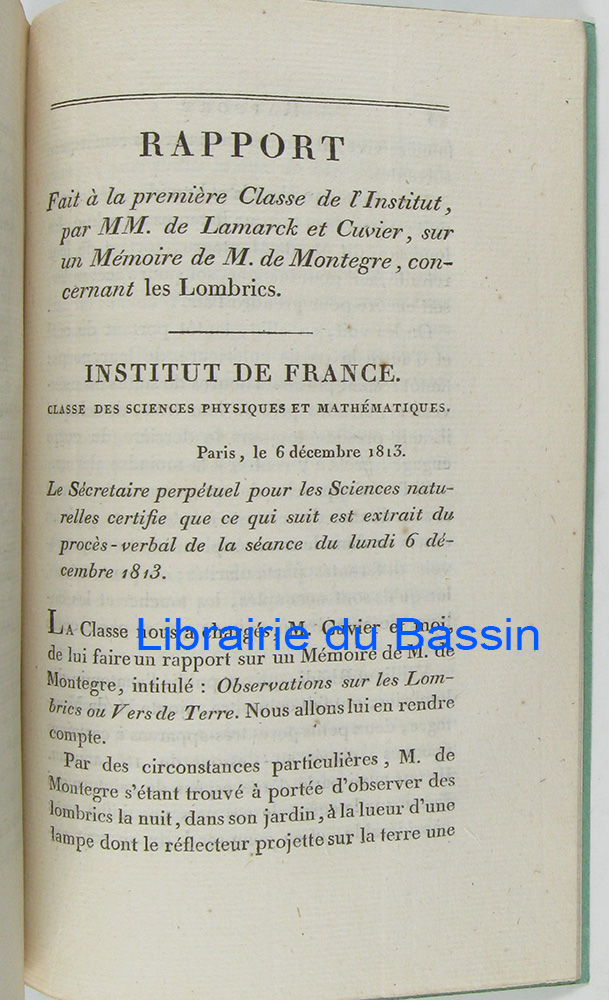 RAPPORT
Fait à la première Classe de l'Institut,
par MM. de Lamarck et Cuvier, sur
un Mémoire de M. de Montegre, con-
cernant les Lombrics.
INSTITUT DE FRANCE.
CLASSE DES SCIENCES PHYSIQUES ET MATHÉMATIQUES.
Paris, le 6 décembre 1813.
Le Sécretaire perpétuel pour les Sciences natu-
relles certifie que ce qui suit est extrait du
procès-verbal de la séance du lundi 6 dé-
cembre 1813.
LA Classe nous a chargés, M. Cuvier et moi,
Librairie du Bassin
de lui faire un rapport sur un Mémoire de M. de
Montegre, intitulé : Observations sur les Lom-
brics ou Vers de Terre. Nous allons lui en rendre
compte.
Par des circonstances particulières, M. de
Montegre s'étant trouvé à portée d'observer des
lombrics la nuit, dans son jardin, à la lueur d'une
lampe dont le réflecteur projette sur la terre une